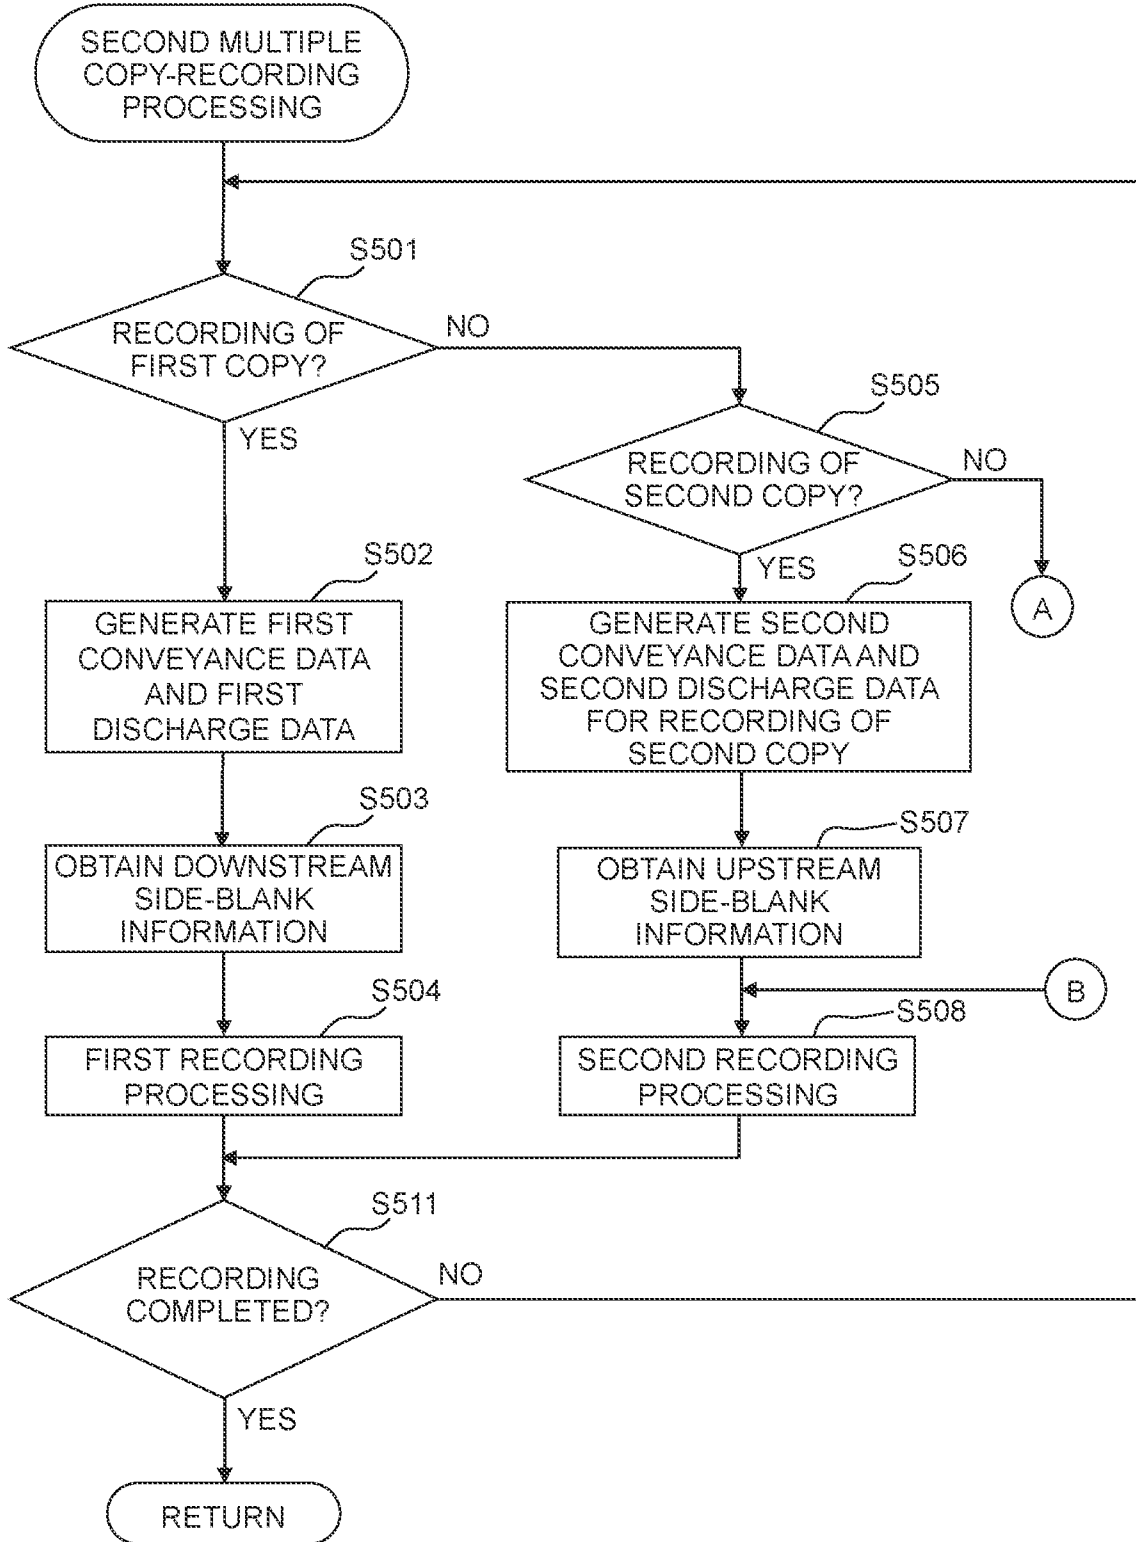 SECOND MULTIPLE
COPY-RECORDING
PROCESSING
S501
RECORDING OF
FIRST COPY?
NO
YES
S505
RECORDING OF
SECOND COPY?
NO
YES
A
S502
GENERATE FIRST
CONVEYANCE DATA
AND FIRST
DISCHARGE DATA
S506
GENERATE SECOND
CONVEYANCE DATA AND
SECOND DISCHARGE DATA
FOR RECORDING OF
SECOND COPY
S503
OBTAIN DOWNSTREAM
SIDE-BLANK
INFORMATION
S507
OBTAIN UPSTREAM
SIDE-BLANK
INFORMATION
B
S504
FIRST RECORDING
PROCESSING
S508
SECOND RECORDING
PROCESSING
S511
RECORDING
COMPLETED?
NO
YES
RETURN